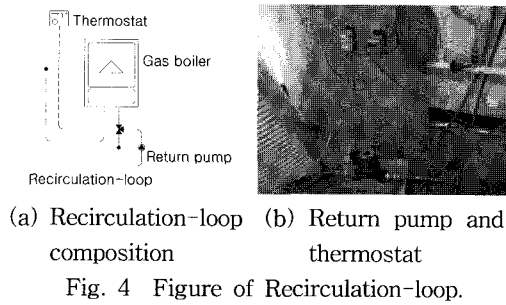 Thermostat
Gas boiler
Return pump
Recirculation-loop
(a) Recirculation-loop composition
(b) Return pump and thermostat
Fig. 4 Figure of Recirculation-loop.